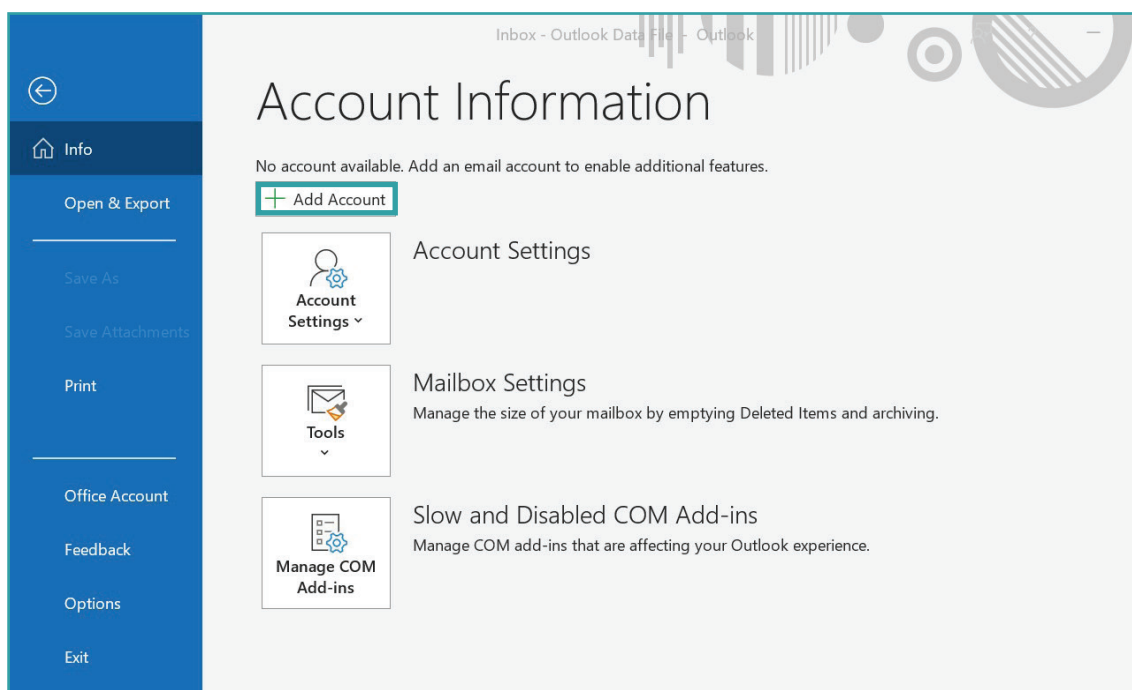 Inbox - Outlook Data File - Outlook
Account Information
Info
No account available. Add an email account to enable additional features.
Open & Export
Add Account
Account Settings
Save As
Account
Settings
Save Attachments
Print
Mailbox Settings
Manage the size of your mailbox by emptying Deleted Items and archiving.
Tools
Office Account
Slow and Disabled COM Add-ins
Manage COM add-ins that are affecting your Outlook experience.
Feedback
Manage COM
Add-ins
Options
Exit